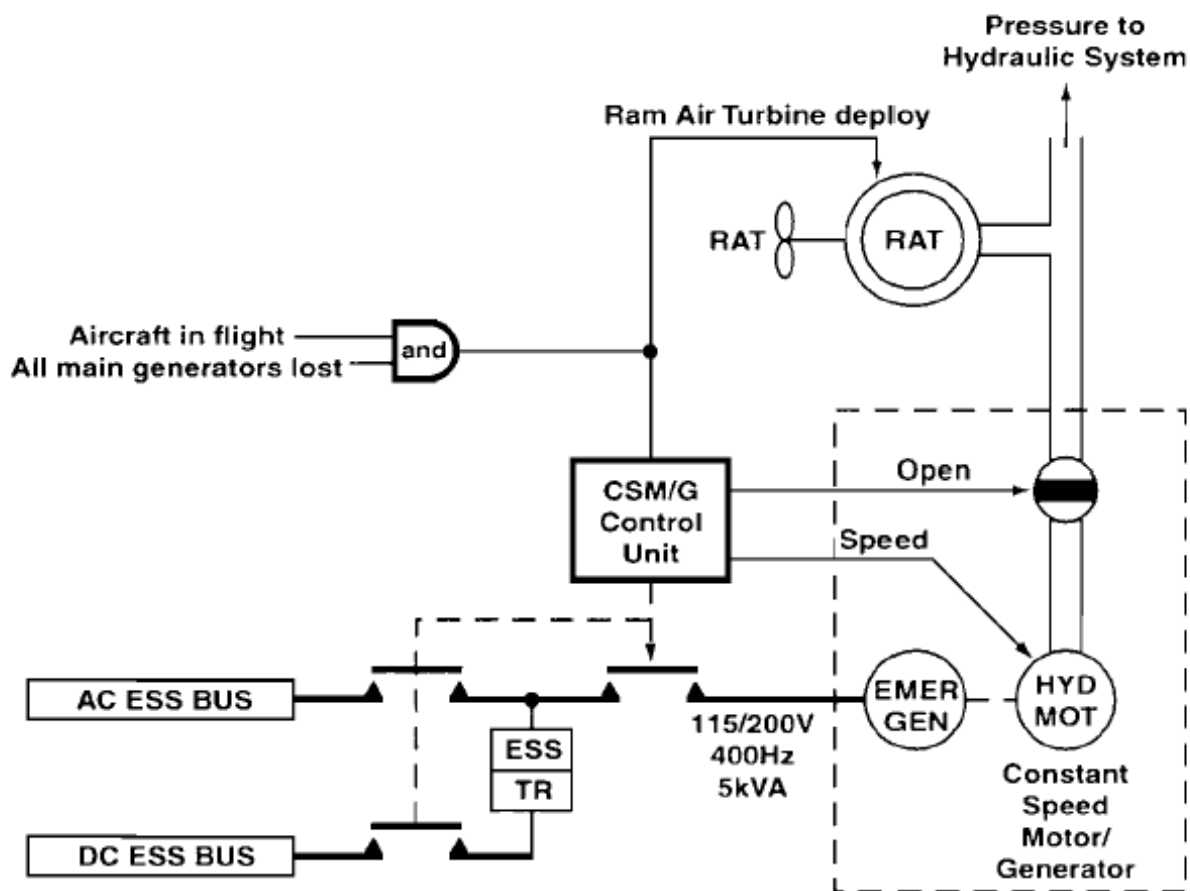 Pressure to
Hydraulic System
Ram Air Turbine deploy
RAT
RAT
Aircraft in flight
All main generators lost
and
CSM/G
Control
Unit
Open
Speed
AC ESS BUS
ESS
TR
115/200V
400Hz
5kVA
EMER
GEN
HYD
MOT
Constant
Speed
Motor/
Generator
DC ESS BUS